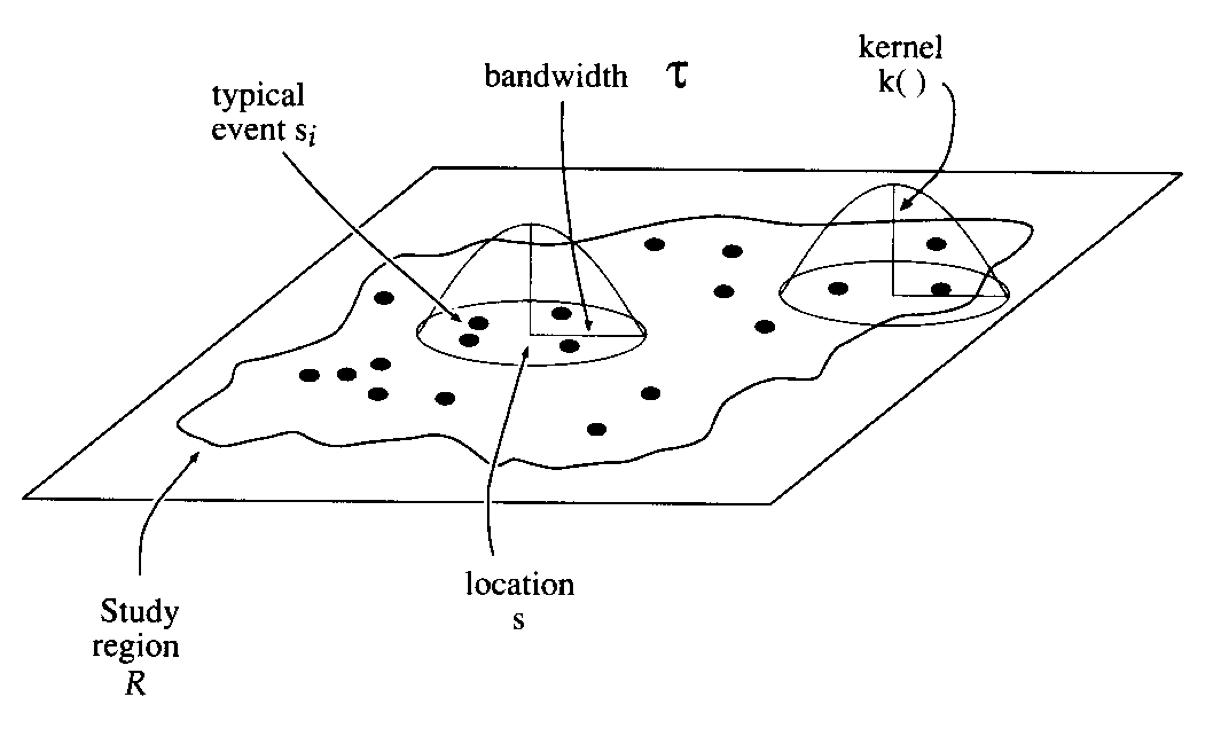 kernel
k( )
bandwidth τ
typical
event sᵢ
location
s
Study
region
R